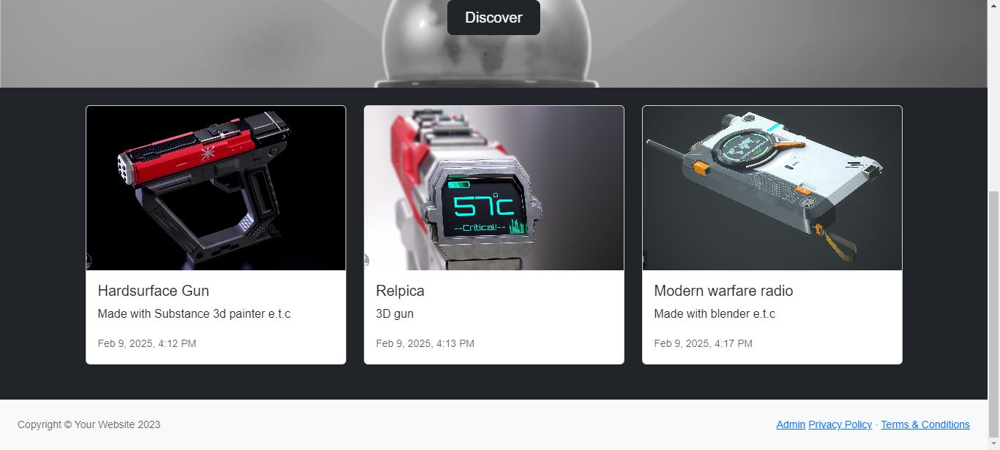 Discover
57°c
--Critical!--
Hardsurface Gun
Made with Substance 3d painter e.t.c
Feb 9, 2025, 4:12 PM
Relpica
3D gun
Feb 9, 2025, 4:13 PM
Modern warfare radio
Made with blender e.t.c
Feb 9, 2025, 4:17 PM
Copyright © Your Website 2023
Admin Privacy Policy · Terms & Conditions